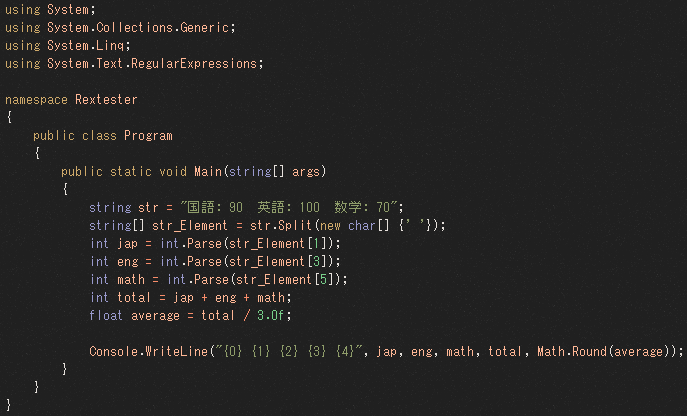 using System;
using System.Collections.Generic;
using System.Linq;
using System.Text.RegularExpressions;

namespace Rextester
{
    public class Program
    {
        public static void Main(string[] args)
        {
            string str = "国語: 90  英語: 100  数学: 70";
            string[] str_Element = str.Split(new char[] {' '});
            int jap = int.Parse(str_Element[1]);
            int eng = int.Parse(str_Element[3]);
            int math = int.Parse(str_Element[5]);
            int total = jap + eng + math;
            float average = total / 3.0f;

            Console.WriteLine("{0} {1} {2} {3} {4}", jap, eng, math, total, Math.Round(average));
        }
    }
}